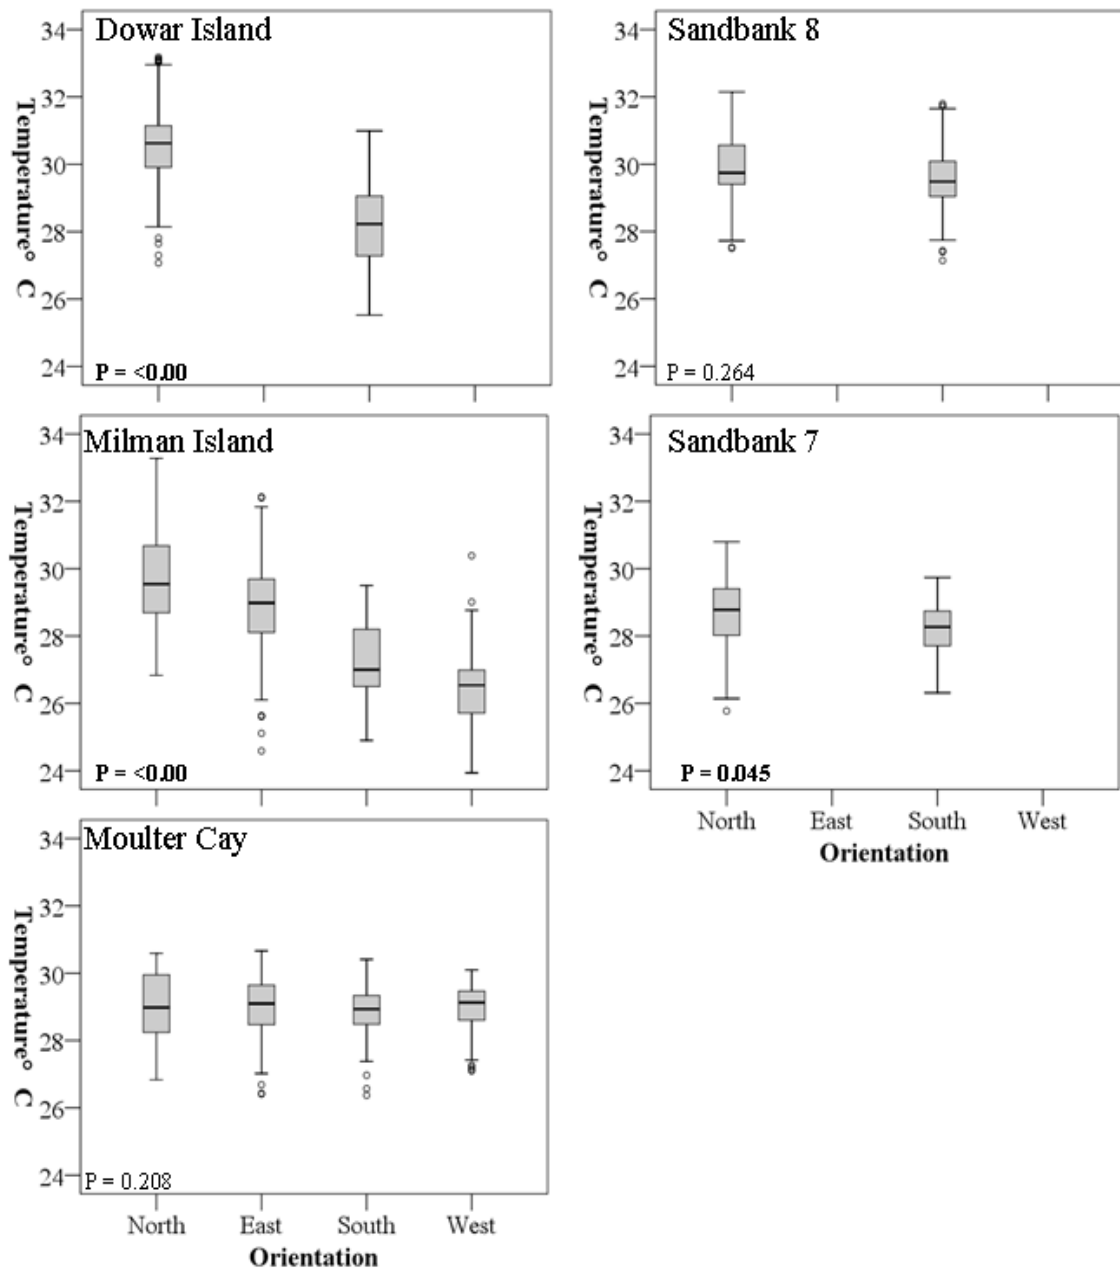 Dowar Island
34
32
30
28
26
24
Temperature° C
P = <0.00
Sandbank 8
34
32
30
28
26
24
Temperature° C
P = 0.264
Milman Island
34
32
30
28
26
24
Temperature° C
P = <0.00
Sandbank 7
34
32
30
28
26
24
Temperature° C
P = 0.045
North East South West
Orientation
Moulter Cay
34
32
30
28
26
24
Temperature° C
P = 0.208
North East South West
Orientation